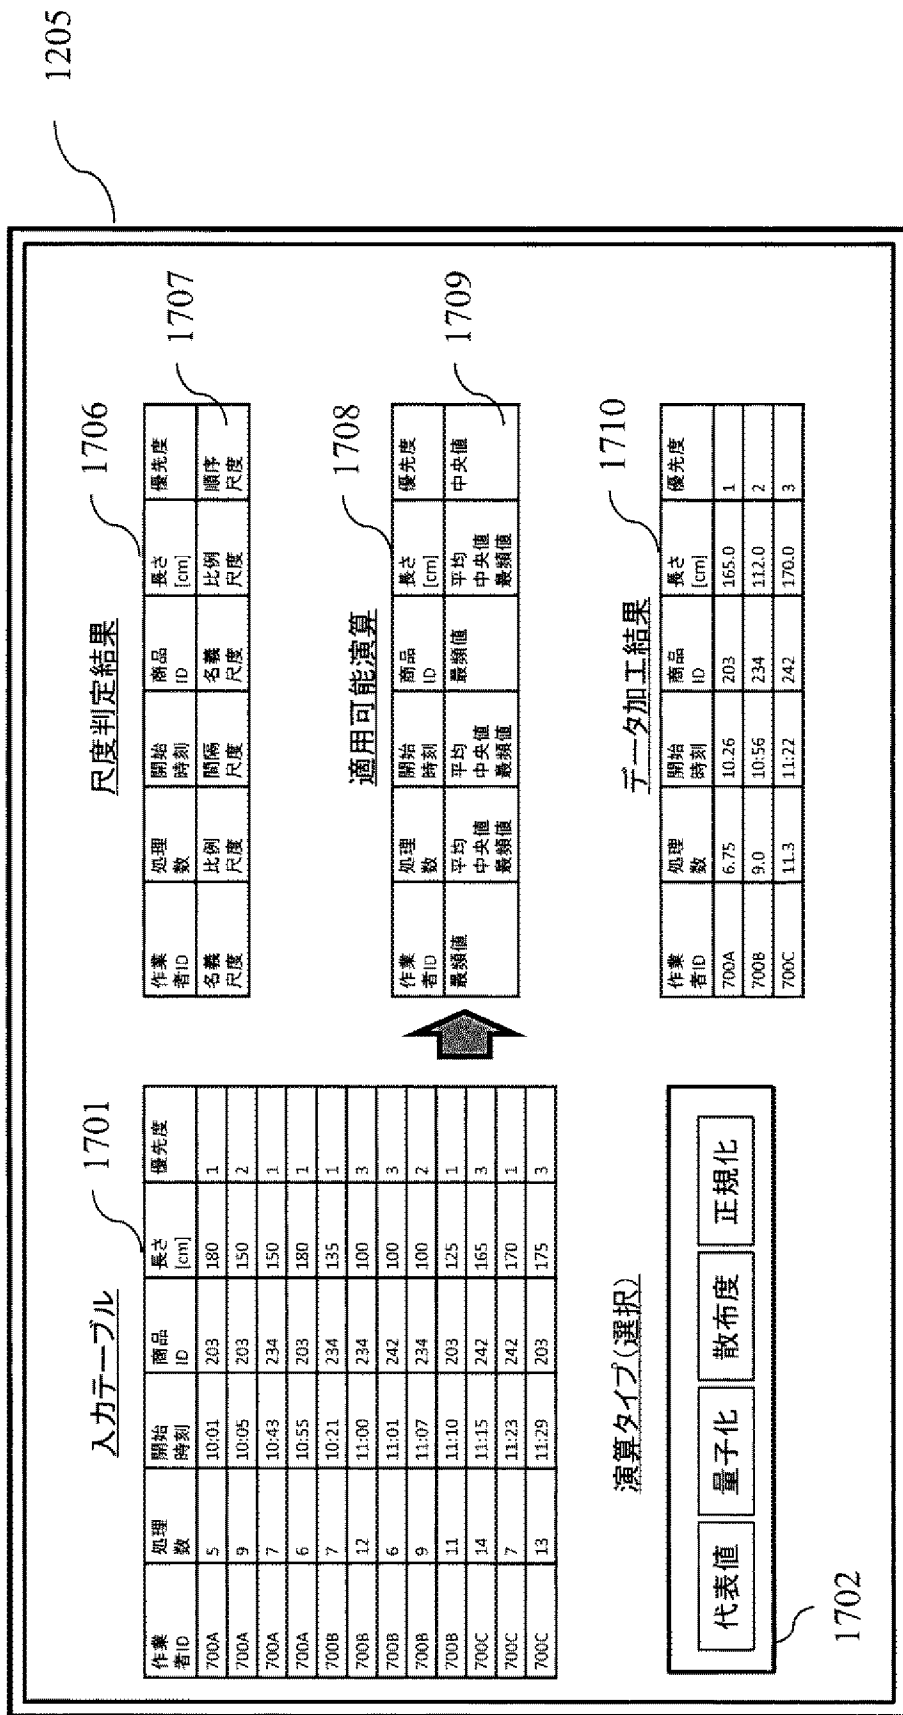 1205
入力テーブル
1701
作業 処理 開始 商品 長さ 優先度
者ID 数 時刻 ID [cm]
700A 5 10:01 203 180 1
700A 9 10:05 203 150 2
700A 7 10:43 234 150 1
700A 6 10:55 203 180 1
700B 7 10:21 234 135 1
700B 12 11:00 234 100 3
700B 6 11:01 242 100 3
700B 9 11:07 234 100 2
700B 11 11:10 203 125 1
700C 14 11:15 242 165 3
700C 7 11:23 242 170 1
700C 13 11:29 203 175 3
演算タイプ(選択)
代表値 量子化 散布度 正規化
1702
尺度判定結果
1706
作業 処理 開始 商品 長さ 優先度
者ID 数 時刻 ID [cm]
名義 比例 間隔 名義 比例 順序
尺度 尺度 尺度 尺度 尺度 尺度
1707
適用可能演算
1708
作業 処理 開始 商品 長さ 優先度
者ID 数 時刻 ID [cm]
最頻値 平均 平均 最頻値 平均 中央値
中央値 中央値 中央値
最頻値 最頻値 最頻値
1709
データ加工結果
1710
作業 処理 開始 商品 長さ 優先度
者ID 数 時刻 ID [cm]
700A 6.75 10.26 203 165.0 1
700B 9.0 10:56 234 112.0 2
700C 11.3 11:22 242 170.0 3